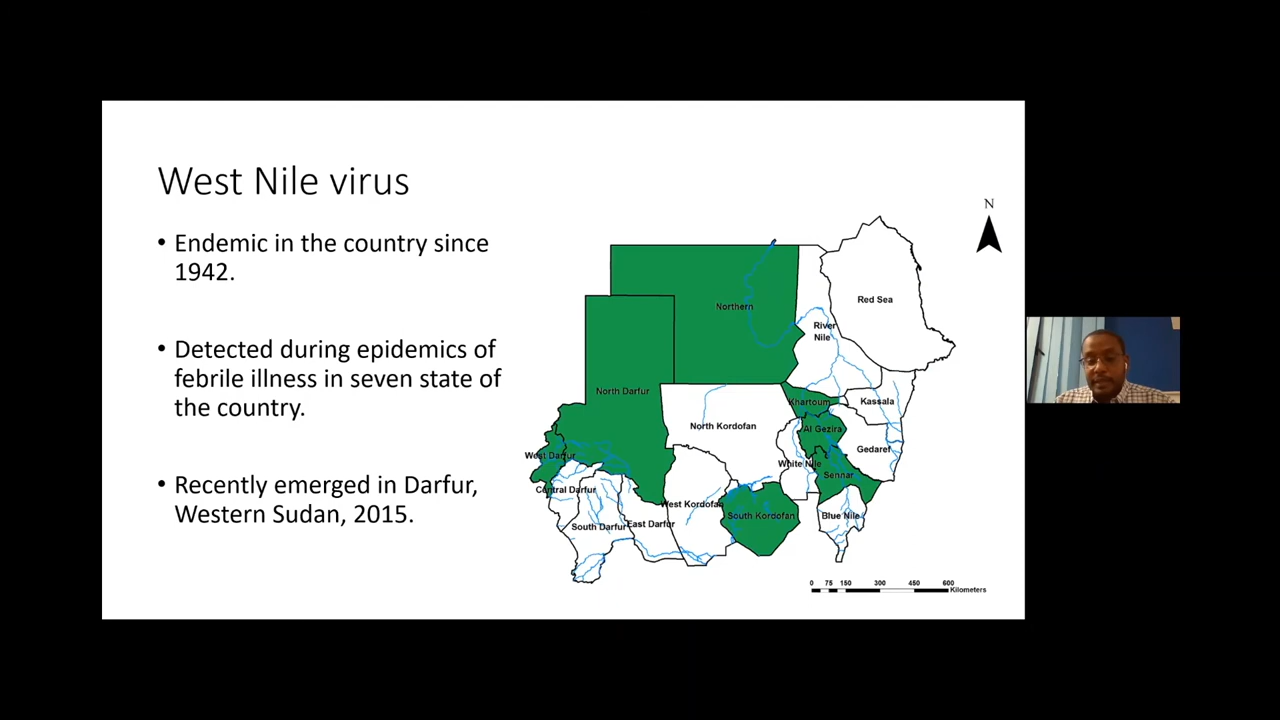 West Nile virus
• Endemic in the country since
1942.
• Detected during epidemics of
febrile illness in seven state of
the country.
• Recently emerged in Darfur,
Western Sudan, 2015.
N
Red Sea
Northern
River
Nile
North Darfur
Khartoum
Kassala
North Kordofan
Al Gezira
Gedaref
West Darfur
White Nile
Sennar
Central Darfur
West Kordofan
South Kordofan
Blue Nile
South Darfur
East Darfur
0 75 150 300 450 600
Kilometers